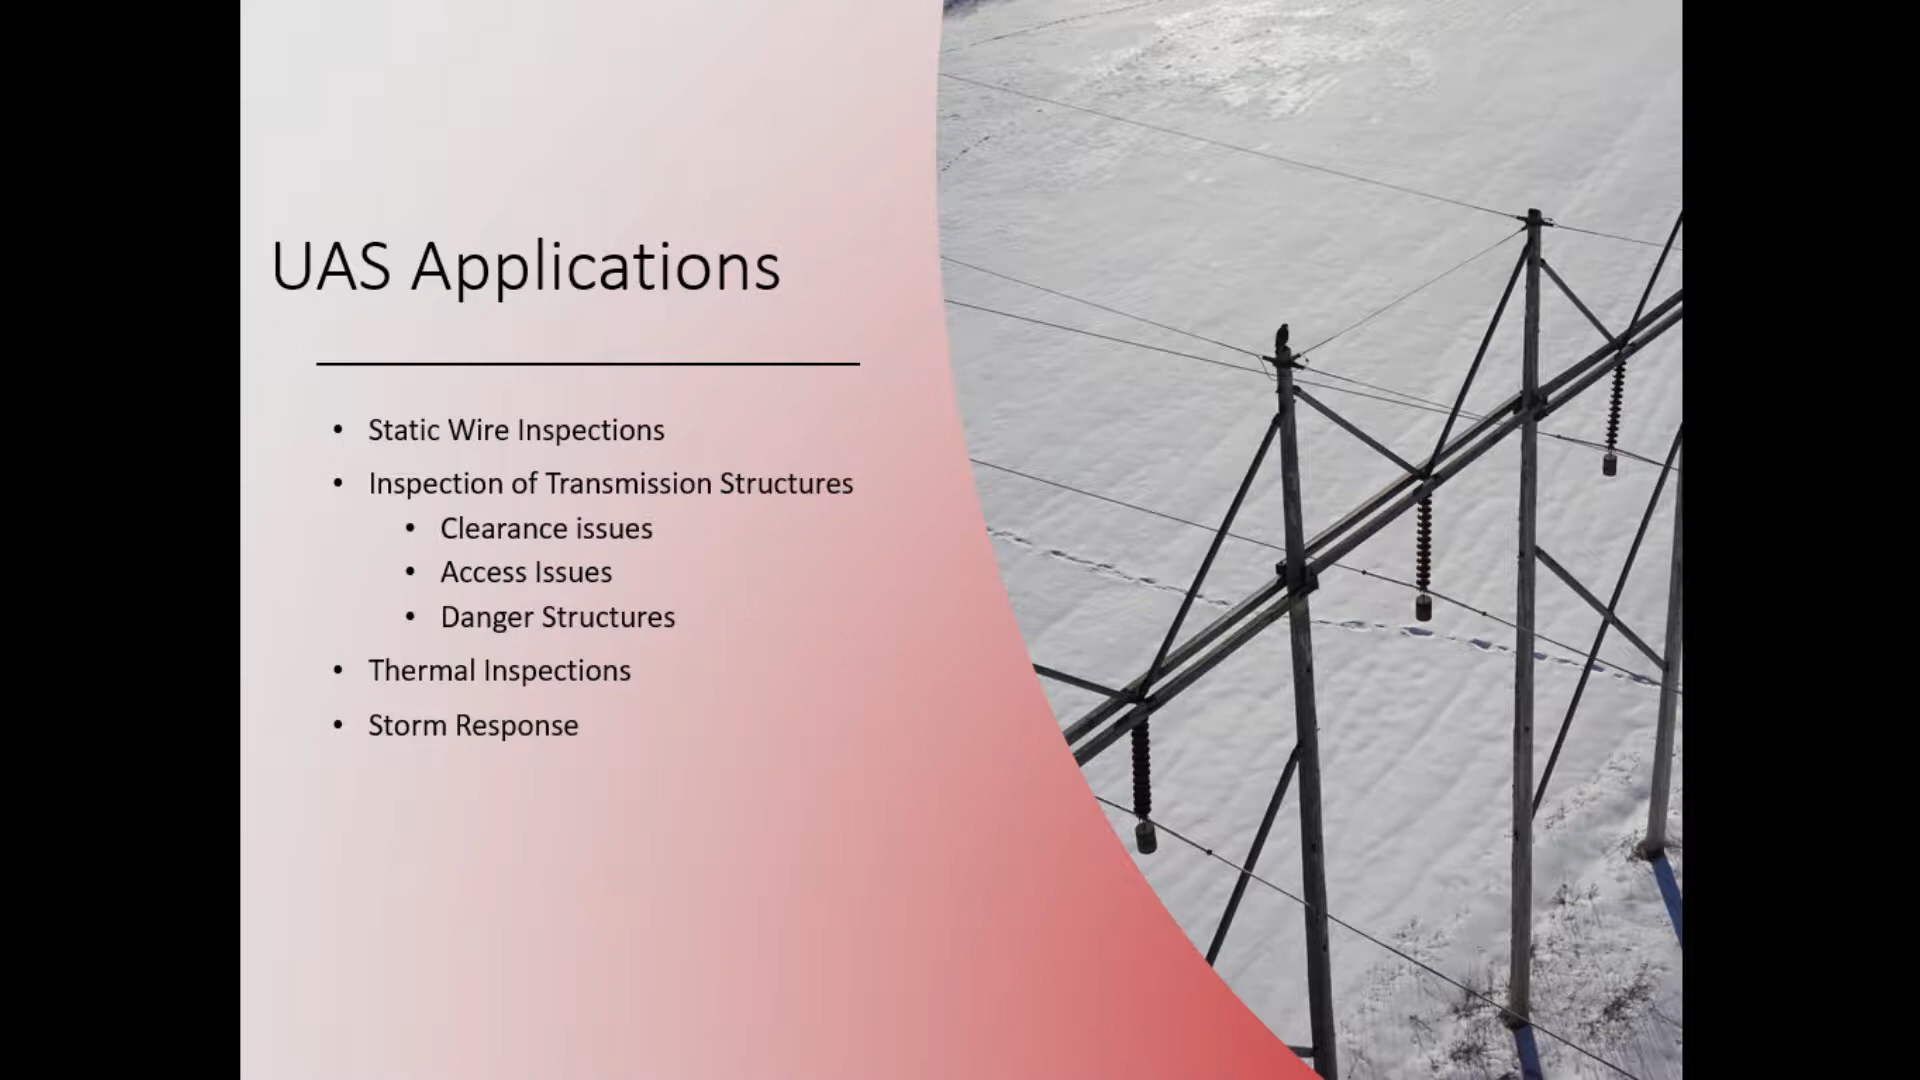 UAS Applications
• Static Wire Inspections
• Inspection of Transmission Structures
• Clearance issues
• Access Issues
• Danger Structures
• Thermal Inspections
• Storm Response